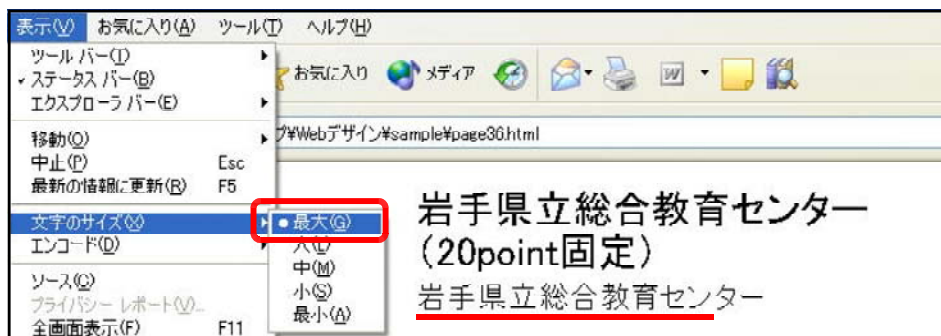 表示(V) お気に入り(A) ツール(T) ヘルプ(H)
ツール バー(T)
ステータス バー(B)
エクスプローラ バー(E)
移動(O)
中止(P) Esc
最新の情報に更新(R) F5
文字のサイズ(X)
エンコード(D)
ソース(C)
プライバシー レポート(V)...
全画面表示(F) F11
最大(G)
大(L)
中(M)
小(S)
最小(A)
お気に入り メディア
プ¥Webデザイン¥sample¥page36.html
岩手県立総合教育センター
(20point固定)
岩手県立総合教育センター